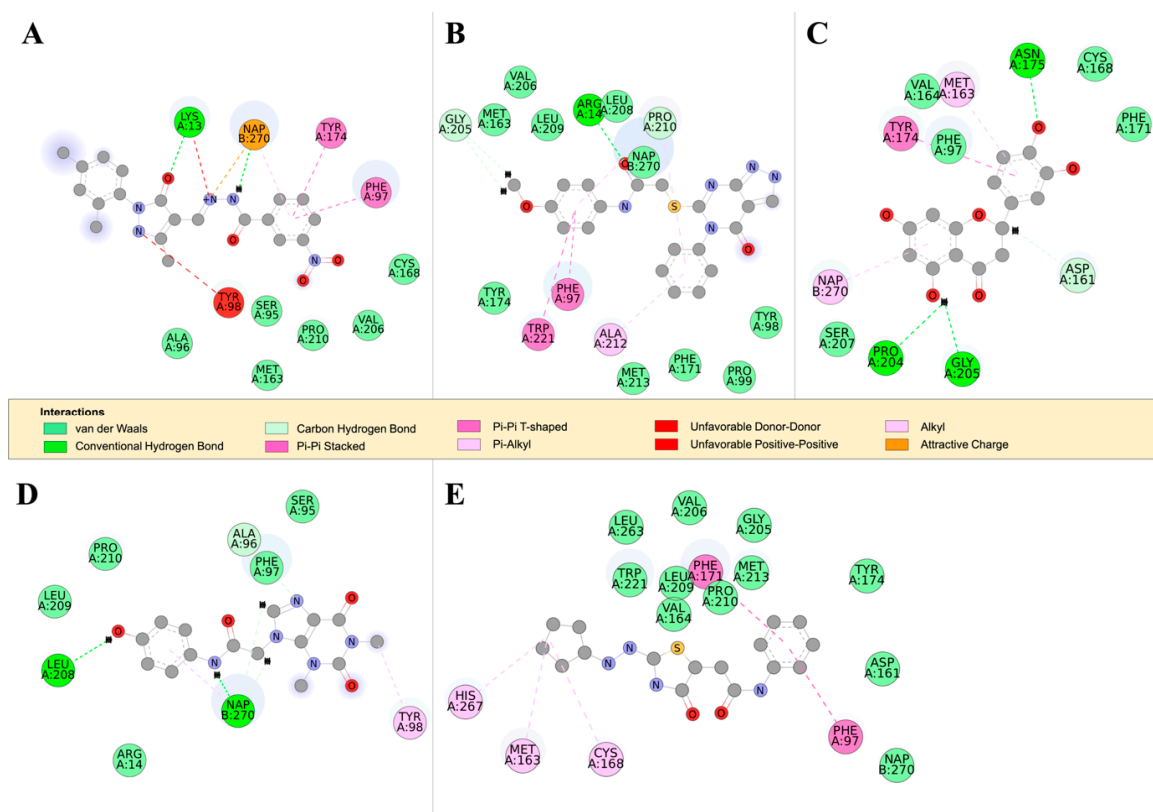 A
LYS
A:13
NAP
B:270
TYR
A:174
PHE
A:97
O
N
N
N
+N
N
O
N
O
O
TYR
A:98
CYS
A:168
SER
A:95
ALA
A:96
PRO
A:210
VAL
A:206
MET
A:163
B
VAL
A:206
GLY
A:205
MET
A:163
LEU
A:209
ARG
A:14
LEU
A:208
PRO
A:210
NAP
B:270
O
O
N
S
N
N
N
N
O
TYR
A:174
PHE
A:97
TRP
A:221
ALA
A:212
TYR
A:98
MET
A:213
PHE
A:171
PRO
A:99
C
ASN
A:175
CYS
A:168
VAL
A:164
MET
A:163
PHE
A:171
TYR
A:174
PHE
A:97
O
O
O
O
O
O
NAP
B:270
ASP
A:161
SER
A:207
PRO
A:204
GLY
A:205
Interactions
van der Waals
Conventional Hydrogen Bond
Carbon Hydrogen Bond
Pi-Pi Stacked
Pi-Pi T-shaped
Pi-Alkyl
Unfavorable Donor-Donor
Unfavorable Positive-Positive
Alkyl
Attractive Charge
D
SER
A:95
ALA
A:96
PRO
A:210
PHE
A:97
LEU
A:209
O
O
N
N
O
N
N
N
O
LEU
A:208
NAP
B:270
TYR
A:98
ARG
A:14
E
VAL
A:206
LEU
A:263
GLY
A:205
TRP
A:221
LEU
A:209
PHE
A:171
MET
A:213
TYR
A:174
PRO
A:210
VAL
A:164
N
N
S
N
O
O
N
ASP
A:161
HIS
A:267
MET
A:163
CYS
A:168
PHE
A:97
NAP
B:270